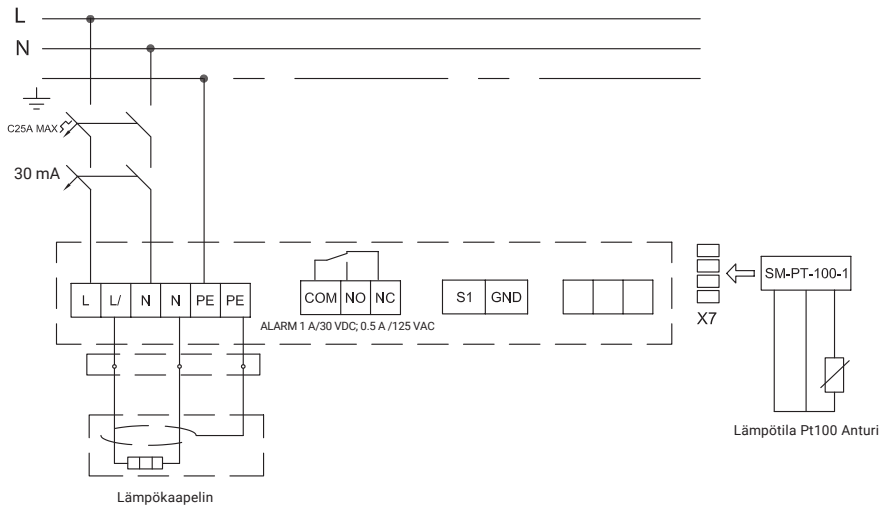 L
N
C25A MAX
30 mA
L L/ N N PE PE
COM NO NC
S1 GND
ALARM 1 A/30 VDC; 0.5 A /125 VAC
X7
SM-PT-100-1
Lämpötila Pt100 Anturi
Lämpökaapelin